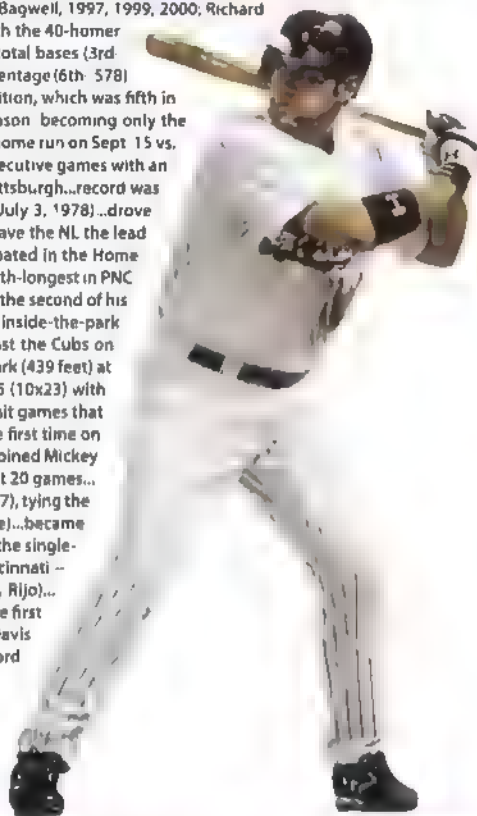 Bagwell, 1997, 1999, 2000; Richard
th the 40-homer
total bases (3rd
entage (6th 578)
ition, which was fifth in
ason becoming only the
ome run on Sept 15 vs.
ecutive games with an
ttsburgh...record was
July 3, 1978)...drove
ave the NL the lead
pated in the Home
th-longest in PNC
the second of his
inside-the-park
st the Cubs on
ark (439 feet) at
5 (10x23) with
hit games that
e first time on
oined Mickey
t 20 games...
7), tying the
e)...became
the single-
cinnati --
, Rijo)...
e first
avis
ord